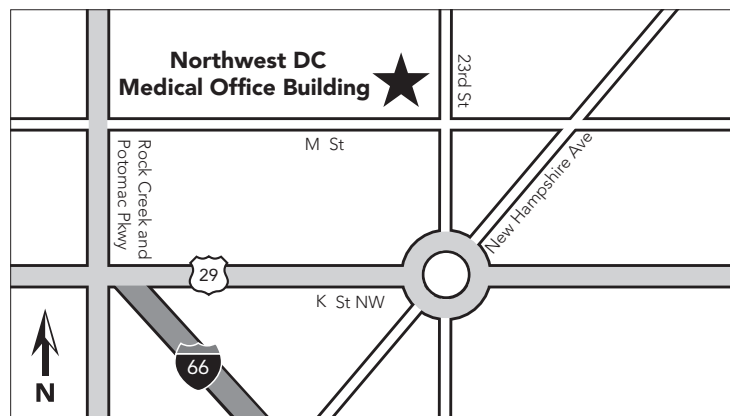 Northwest DC
Medical Office Building
23rd St
M St
Rock Creek and
Potomac Pkwy
New Hampshire Ave
29
K St NW
66
N